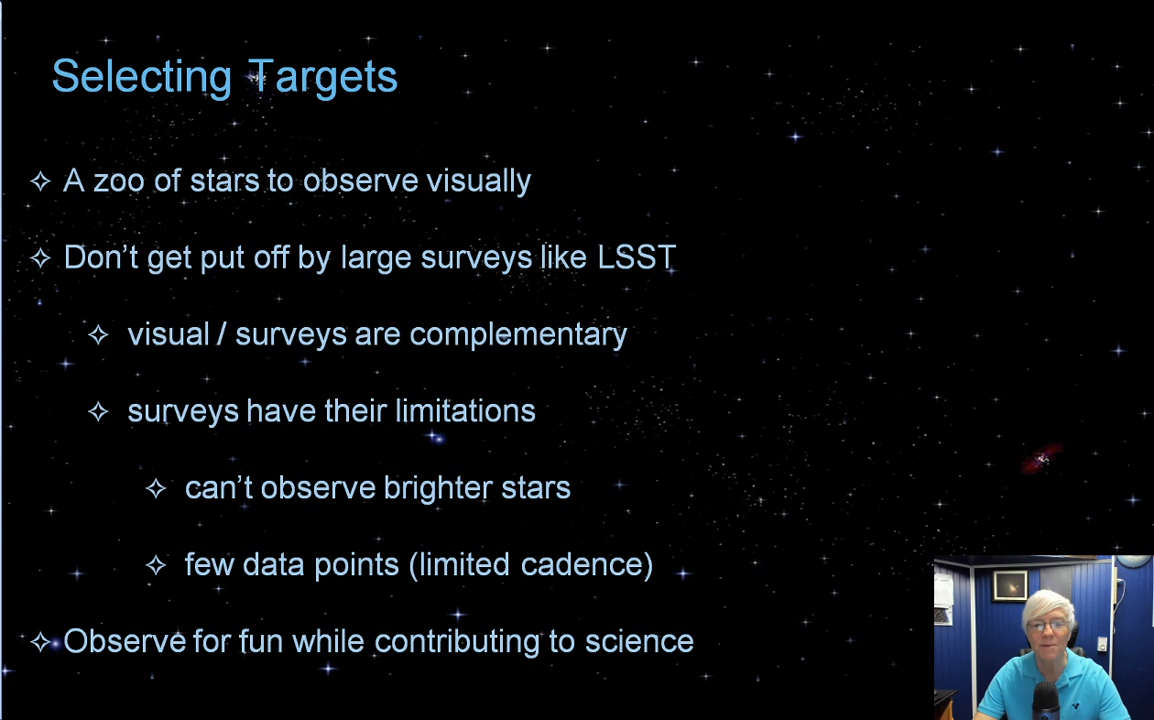 Selecting Targets
A zoo of stars to observe visually
Don't get put off by large surveys like LSST
visual / surveys are complementary
surveys have their limitations
can't observe brighter stars
few data points (limited cadence)
Observe for fun while contributing to science